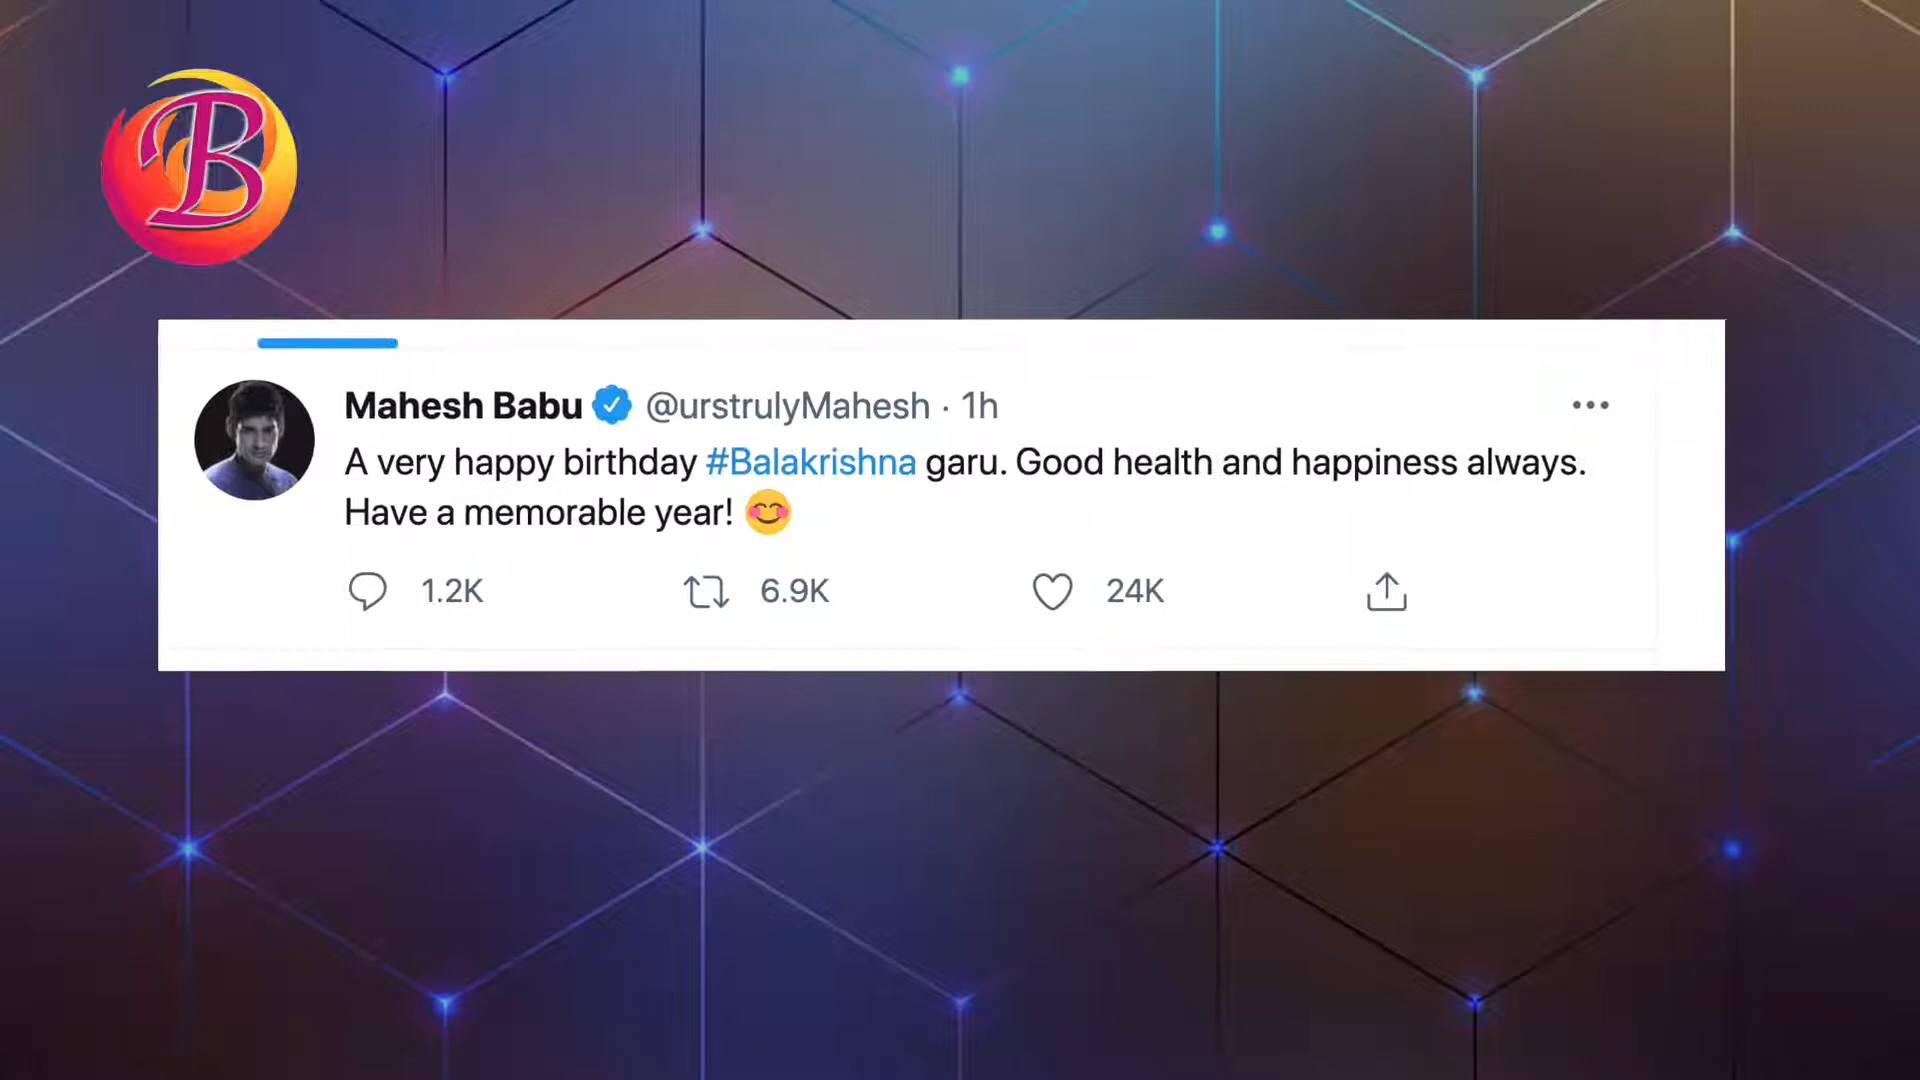 B
Mahesh Babu @urstrulyMahesh · 1h
A very happy birthday #Balakrishna garu. Good health and happiness always.
Have a memorable year! 😊
1.2K 6.9K 24K